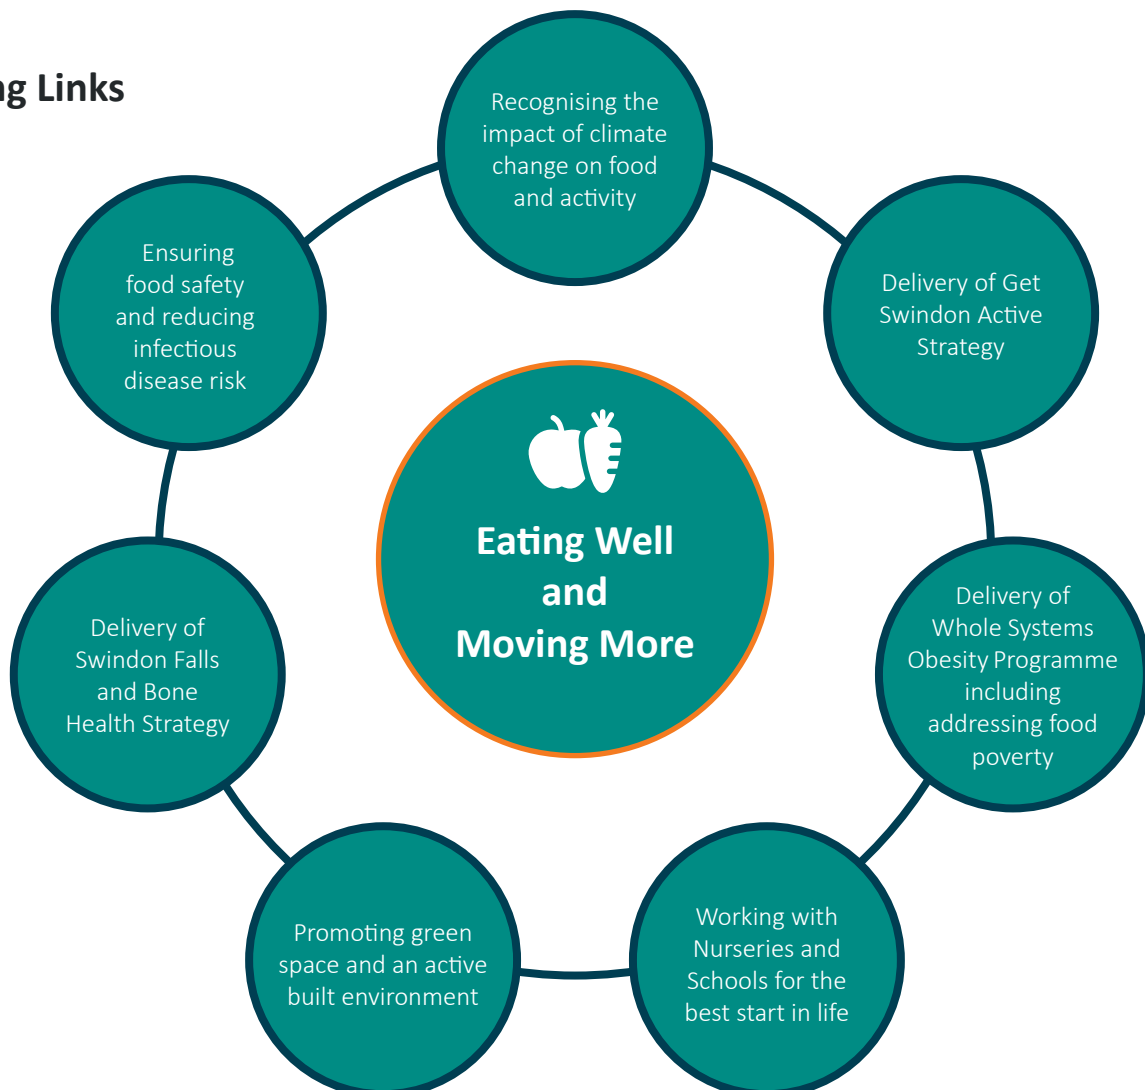 ng Links
Recognising the
impact of climate
change on food
and activity
Delivery of Get
Swindon Active
Strategy
Delivery of
Whole Systems
Obesity Programme
including
addressing food
poverty
Working with
Nurseries and
Schools for the
best start in life
Promoting green
space and an active
built environment
Delivery of
Swindon Falls
and Bone
Health Strategy
Ensuring
food safety
and reducing
infectious
disease risk
Eating Well
and
Moving More